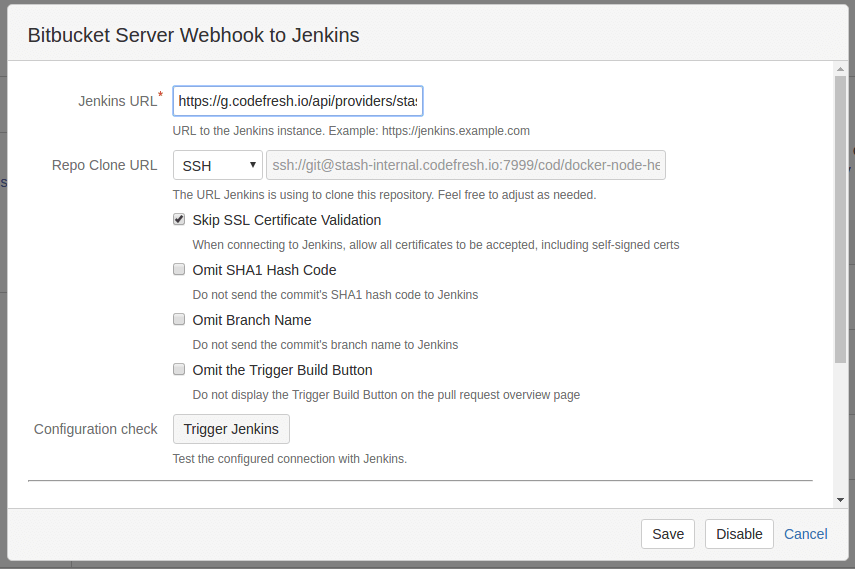 Bitbucket Server Webhook to Jenkins
Jenkins URL* https://g.codefresh.io/api/providers/stas
URL to the Jenkins instance. Example: https://jenkins.example.com
Repo Clone URL SSH ssh://git@stash-internal.codefresh.io:7999/cod/docker-node-he
The URL Jenkins is using to clone this repository. Feel free to adjust as needed.
Skip SSL Certificate Validation
When connecting to Jenkins, allow all certificates to be accepted, including self-signed certs
Omit SHA1 Hash Code
Do not send the commit's SHA1 hash code to Jenkins
Omit Branch Name
Do not send the commit's branch name to Jenkins
Omit the Trigger Build Button
Do not display the Trigger Build Button on the pull request overview page
Configuration check Trigger Jenkins
Test the configured connection with Jenkins.
Save Disable Cancel